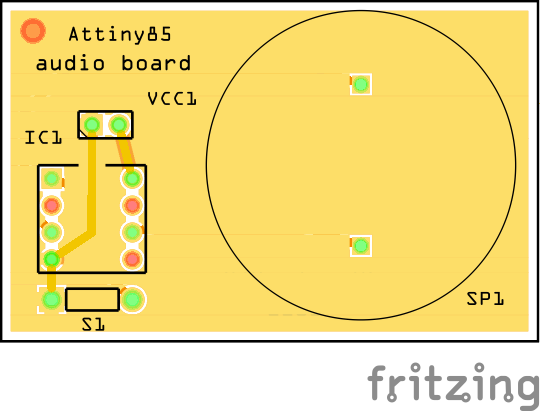 Attiny85
audio board
VCC1
IC1
SP1
S1
fritzing